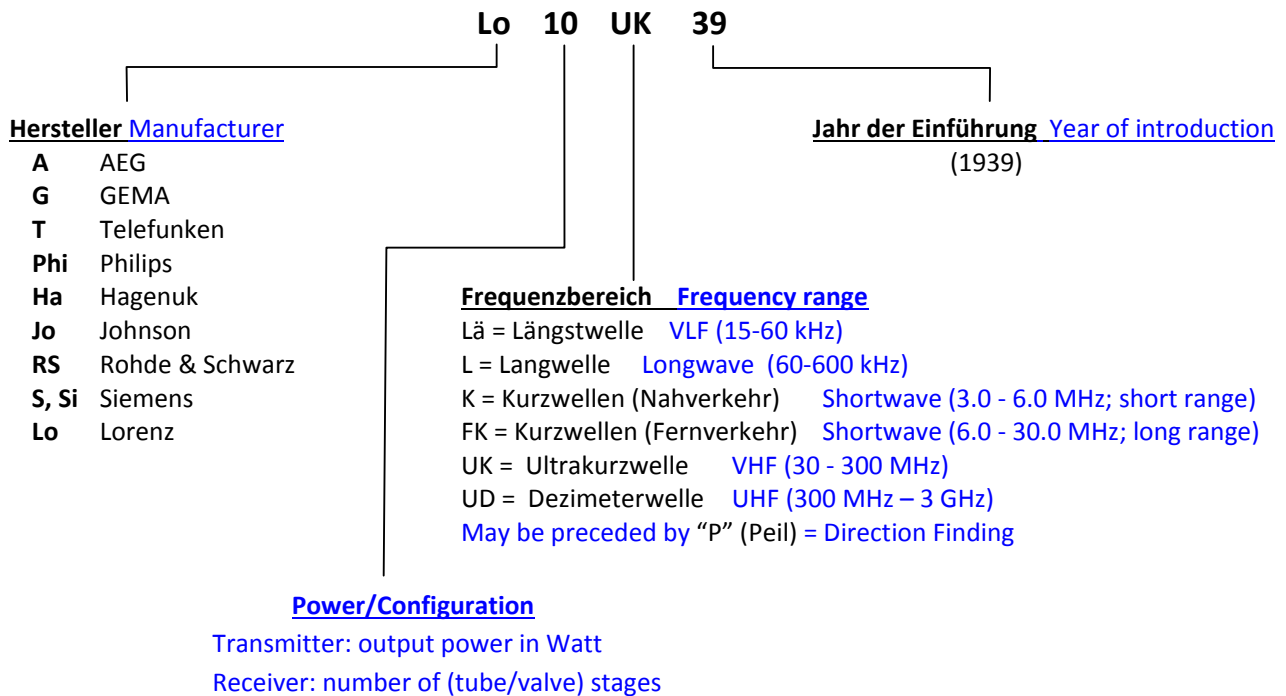 Lo 10 UK 39
Hersteller Manufacturer
A AEG
G GEMA
T Telefunken
Phi Philips
Ha Hagenuk
Jo Johnson
RS Rohde & Schwarz
S, Si Siemens
Lo Lorenz
Jahr der Einführung Year of introduction
(1939)
Frequenzbereich Frequency range
Lä = Längstwelle VLF (15-60 kHz)
L = Langwelle Longwave (60-600 kHz)
K = Kurzwellen (Nahverkehr) Shortwave (3.0 - 6.0 MHz; short range)
FK = Kurzwellen (Fernverkehr) Shortwave (6.0 - 30.0 MHz; long range)
UK = Ultrakurzwelle VHF (30 - 300 MHz)
UD = Dezimeterwelle UHF (300 MHz – 3 GHz)
May be preceded by “P” (Peil) = Direction Finding
Power/Configuration
Transmitter: output power in Watt
Receiver: number of (tube/valve) stages